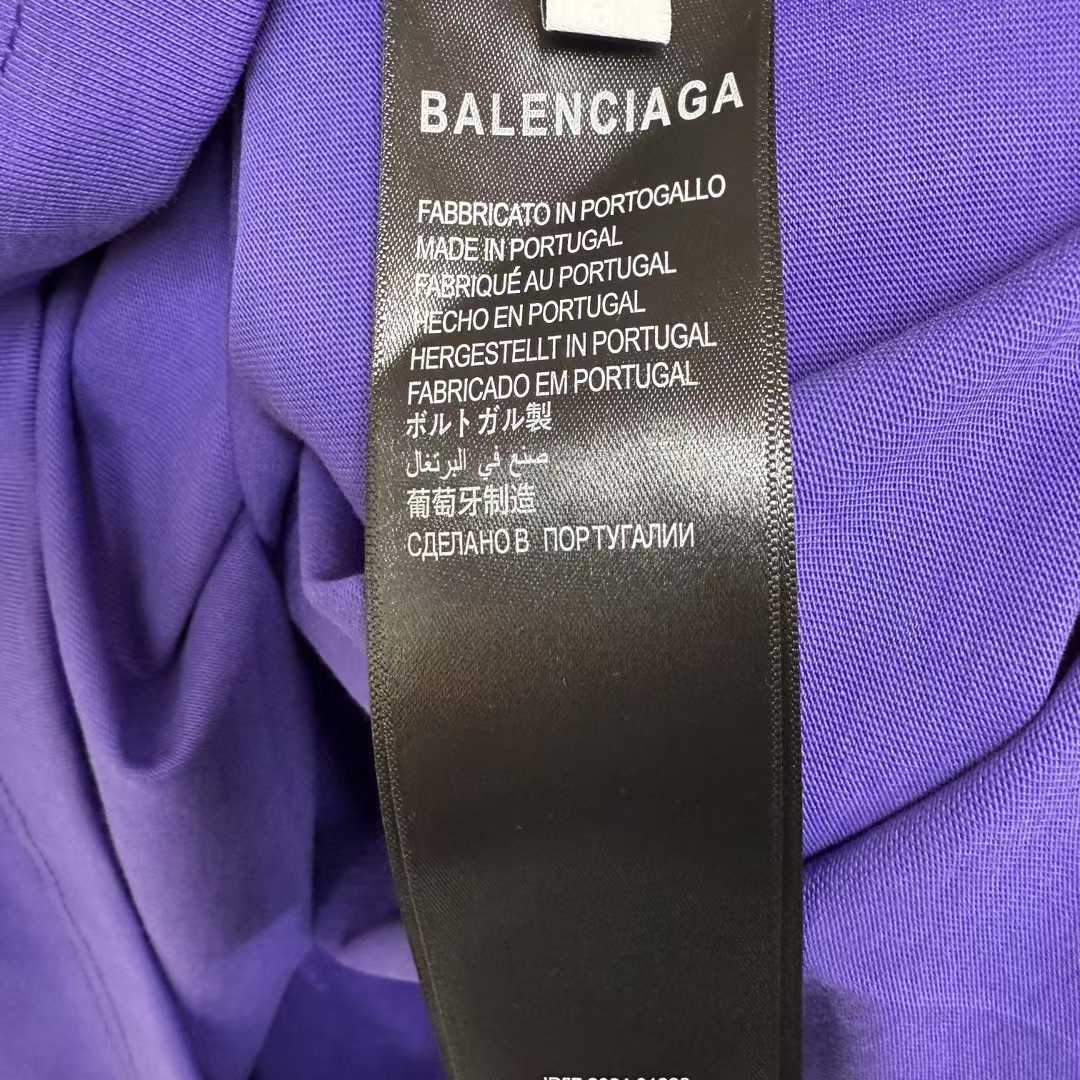 BALENCIAGA
FABBRICATO IN PORTOGALLO
MADE IN PORTUGAL
FABRIQUÉ AU PORTUGAL
HECHO EN PORTUGAL
HERGESTELLT IN PORTUGAL
FABRICADO EM PORTUGAL
ボルトガル製
صنع في البرتغال
葡萄牙制造
СДЕЛАНО В ПОРТУГАЛИИ